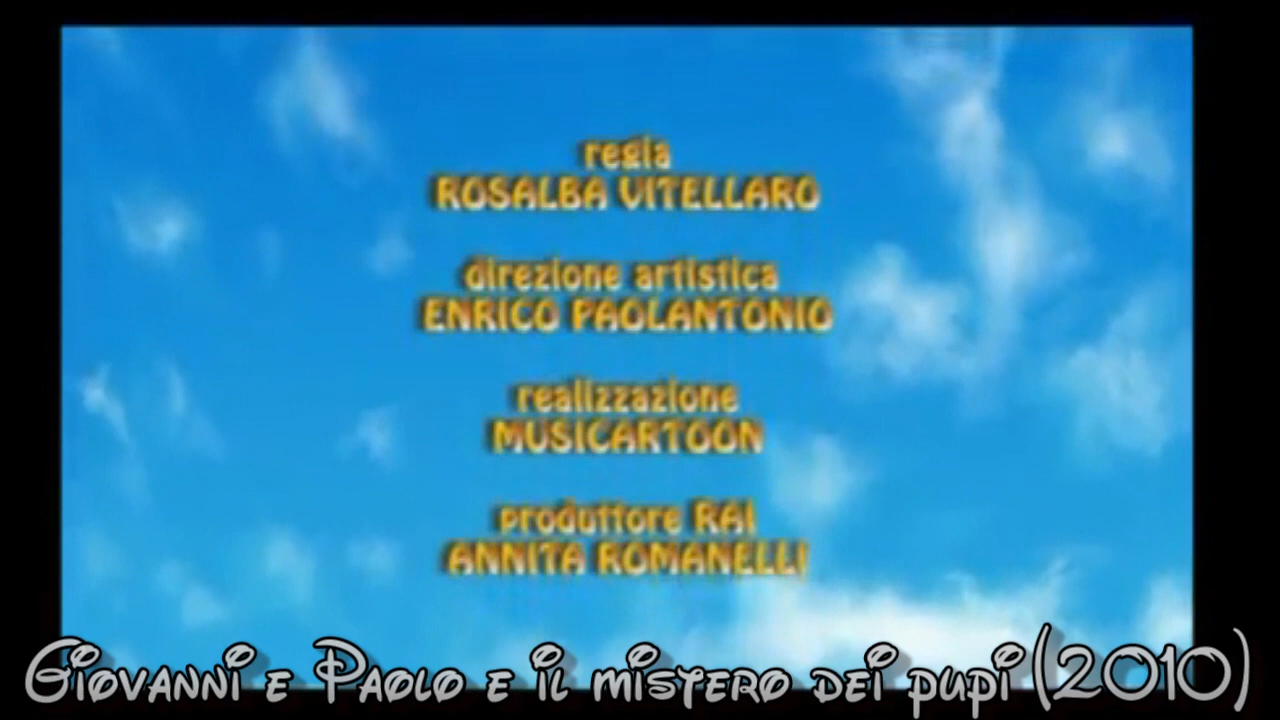 regia
ROSALBA VITELLARO
direzione artistica
ENRICO PAOLANTONIO
realizzazione
MUSICARTOON
produttore RAI
ANNITA ROMANELLI
Giovanni e Paolo e il mistero dei pupi (2010)